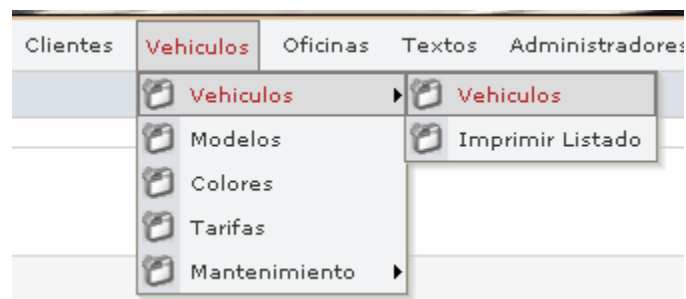 Clientes Vehiculos Oficinas Textos Administradores
Vehiculos Vehiculos
Modelos Imprimir Listado
Colores
Tarifas
Mantenimiento